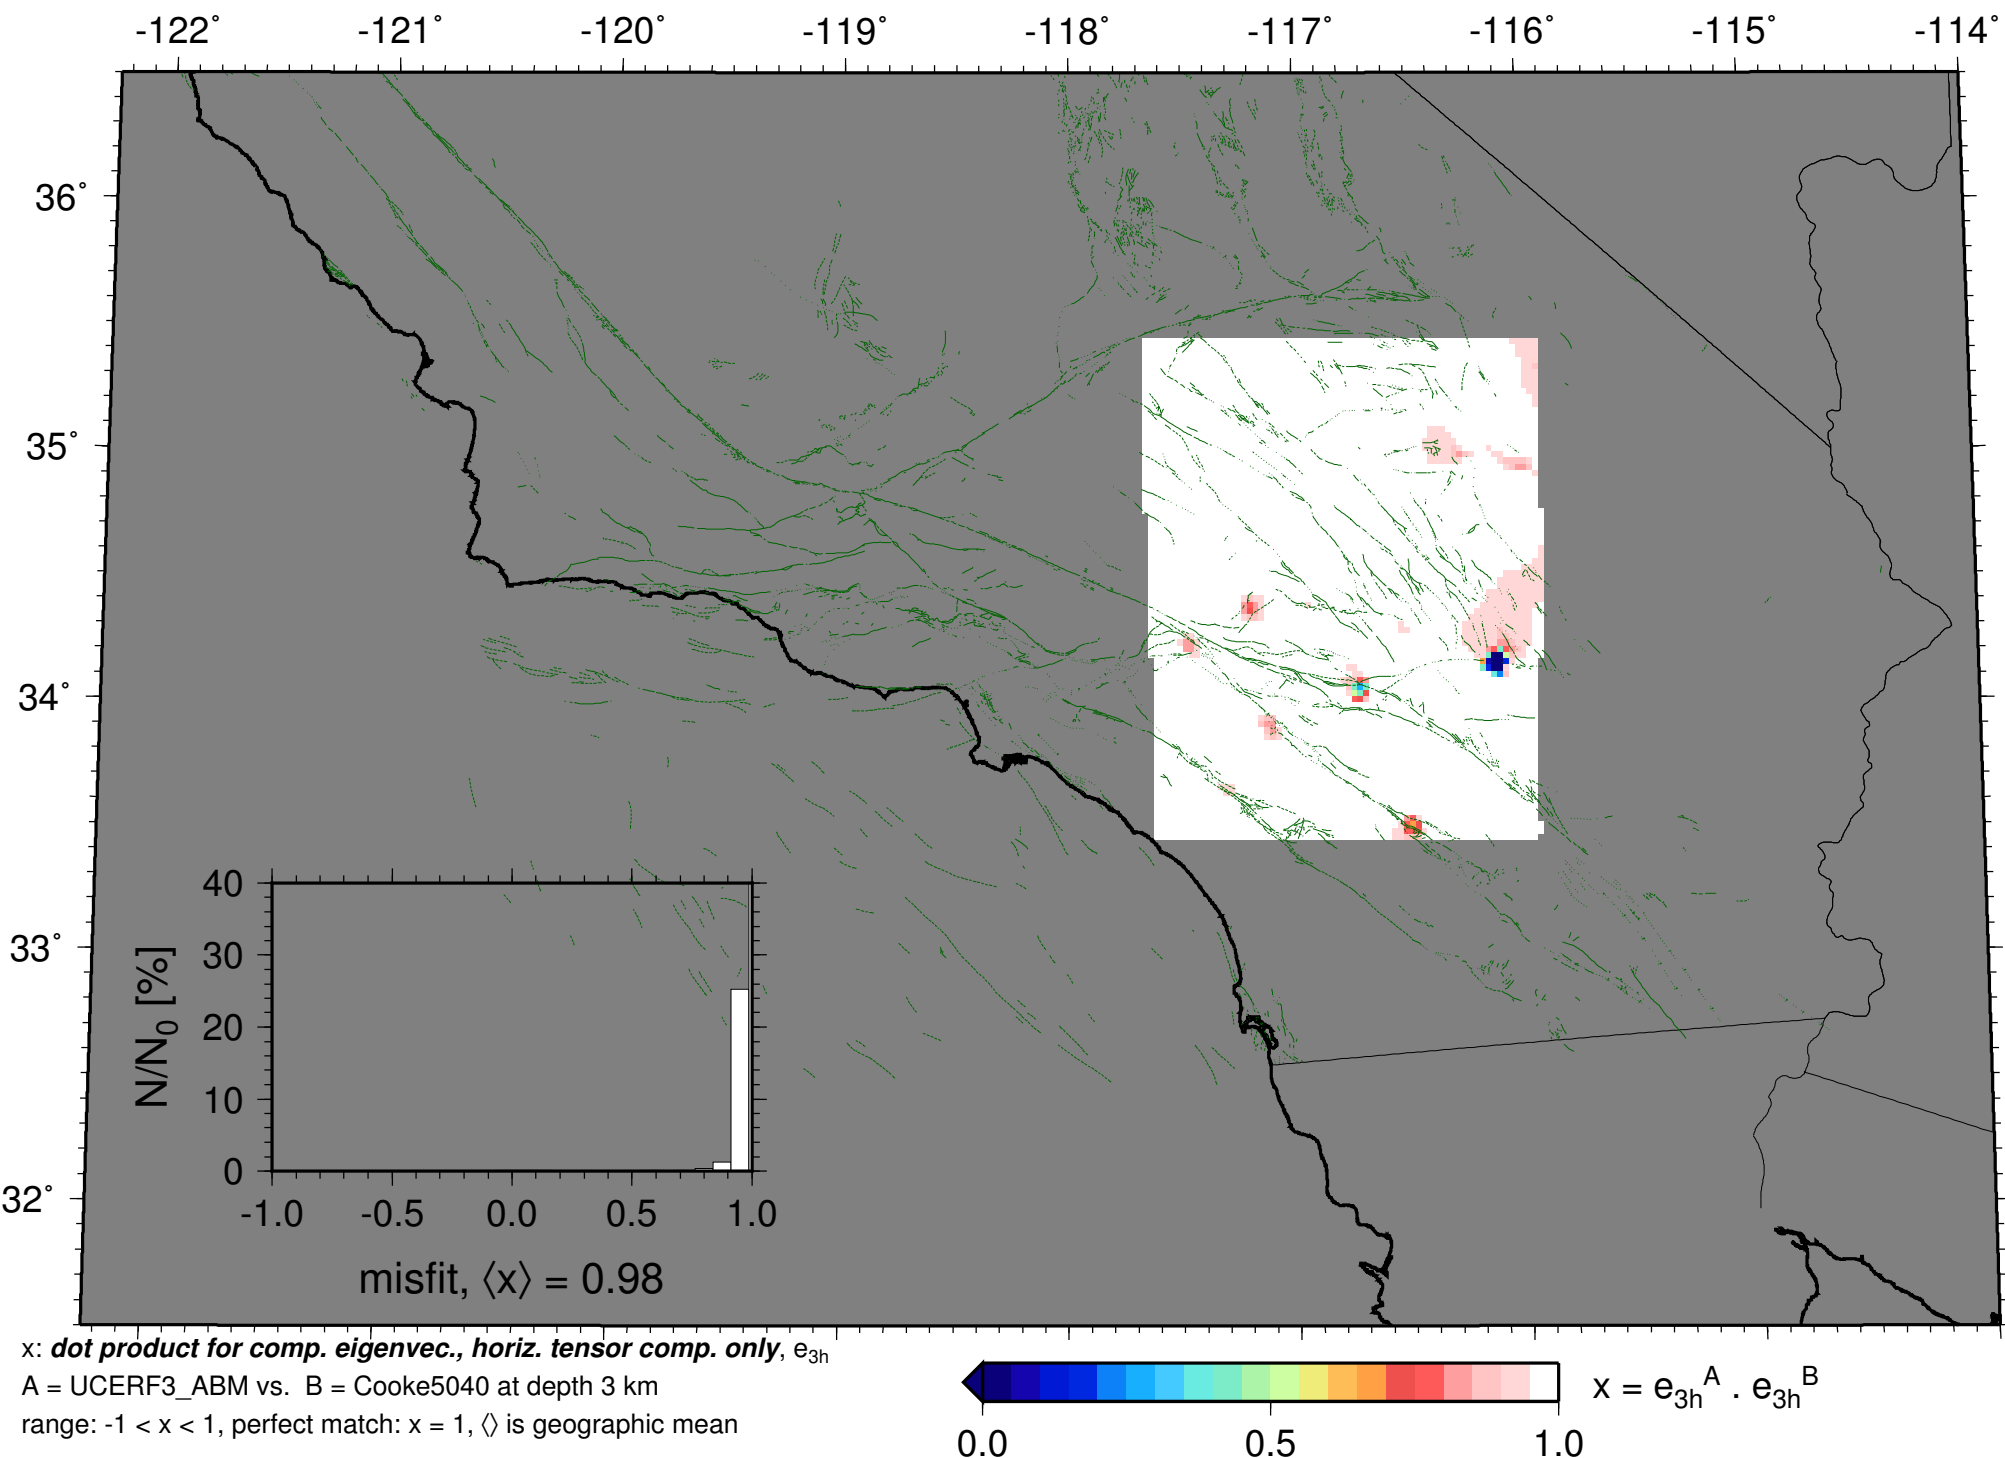 -122˚ -121˚ -120˚ -119˚ -118˚ -117˚ -116˚ -115˚ -114˚
36˚
35˚
34˚
33˚
32˚
40
30
20
10
0
N/N0 [%]
-1.0 -0.5 0.0 0.5 1.0
misfit, ⟨x⟩ = 0.98
x: dot product for comp. eigenvec., horiz. tensor comp. only, e3h
A = UCERF3_ABM vs. B = Cooke5040 at depth 3 km
range: -1 < x < 1, perfect match: x = 1, ⟨⟩ is geographic mean
x = e3hA . e3hB
0.0 0.5 1.0